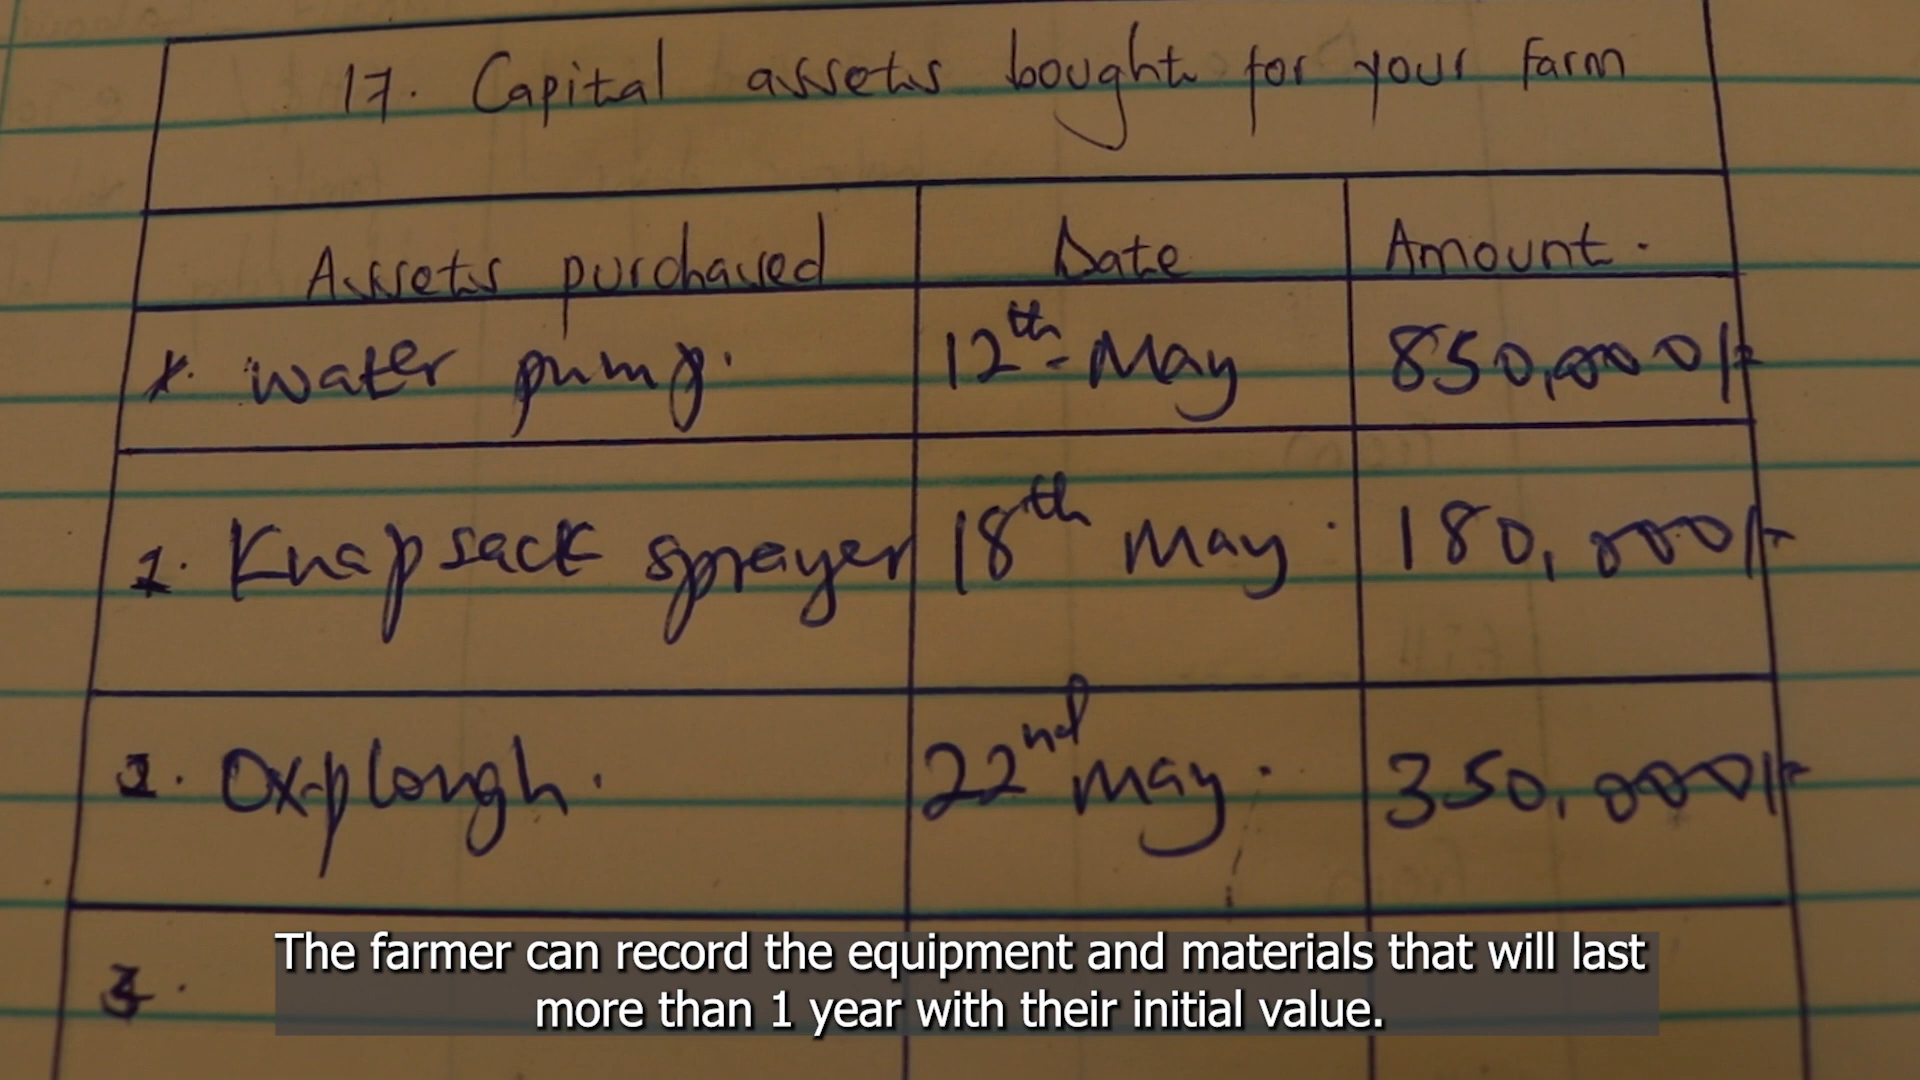 17. Capital assets bought for your farm
Assets purchased Date Amount.
*. water pump. 12th- May 850,000/=
1. Knapsack sprayer 18th May. 180,000/=
2. Ox-plough. 22nd May. 350,000/=
3.
The farmer can record the equipment and materials that will last
more than 1 year with their initial value.